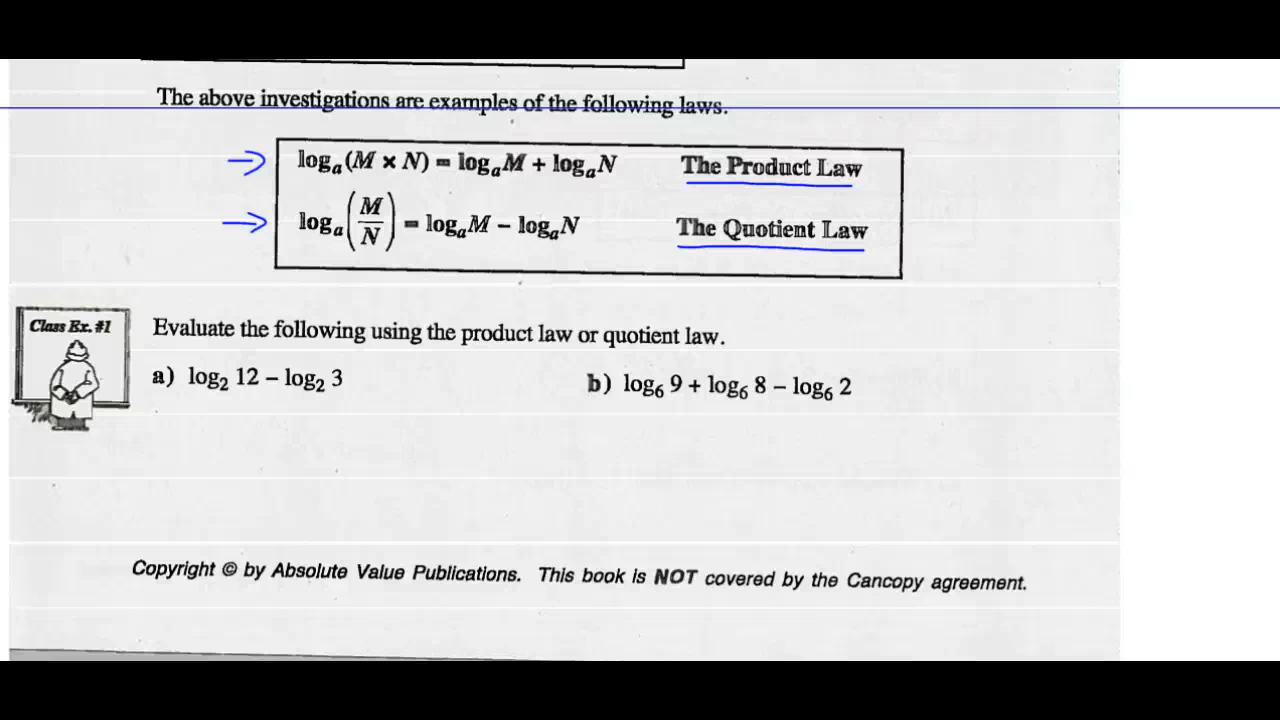 The above investigations are examples of the following laws.
logₐ(M × N) = logₐM + logₐN The Product Law
logₐ(M/N) = logₐM − logₐN The Quotient Law
Class Ex. #1
Evaluate the following using the product law or quotient law.
a) log₂ 12 − log₂ 3 b) log₆ 9 + log₆ 8 − log₆ 2
Copyright © by Absolute Value Publications. This book is NOT covered by the Cancopy agreement.